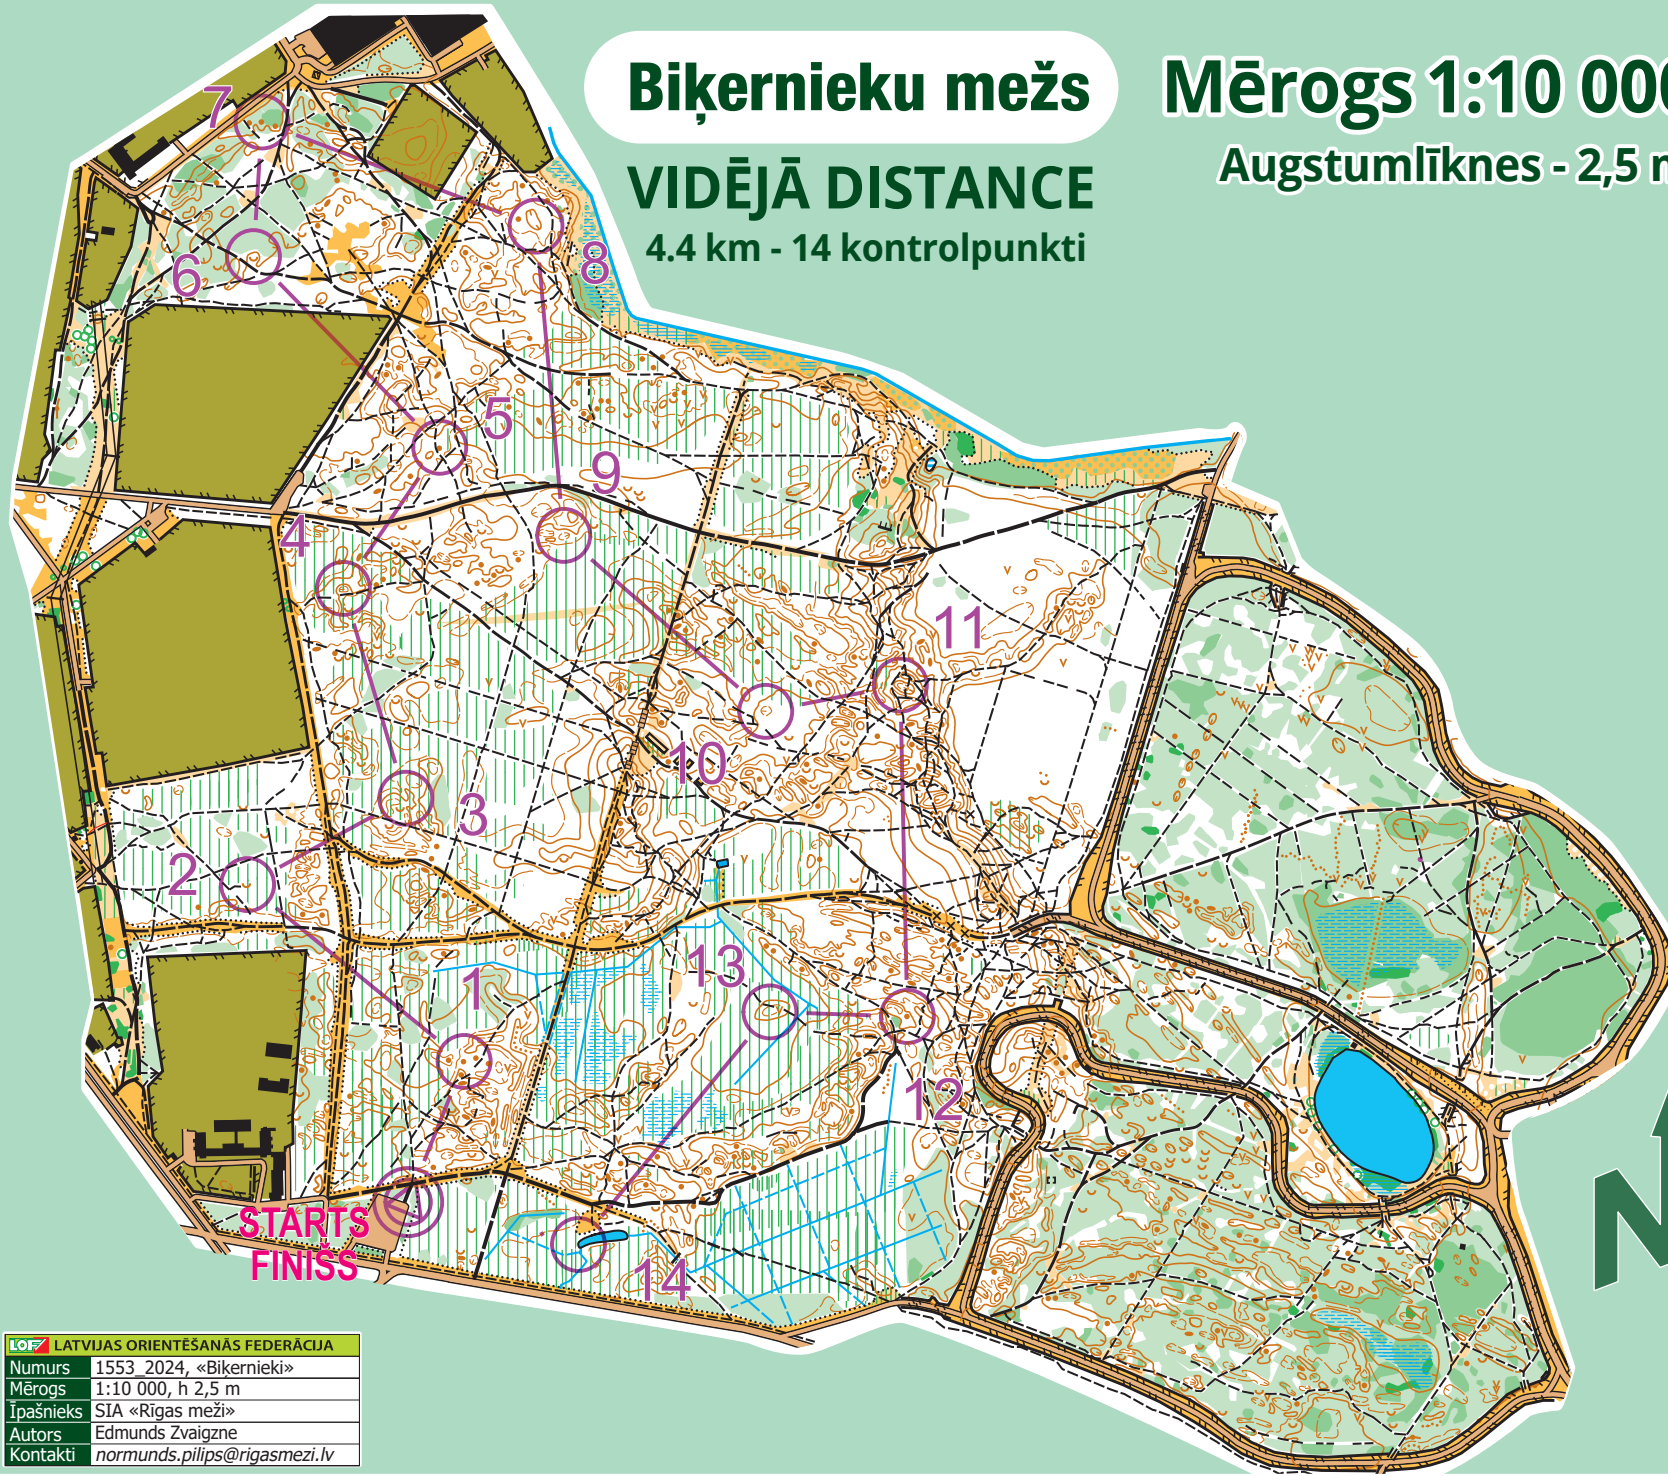 Biķernieku mežs
Mērogs 1:10 000
VIDĒJĀ DISTANCE
Augstumlīknes - 2,5
4.4 km - 14 kontrolpunkti
7
6
8
5
9
4
11
10
3
2
13
1
12
STARTS
FINIŠS
14
N
LOF LATVIJAS ORIENTĒŠANĀS FEDERĀCIJA
Numurs 1553_2024, «Biķernieki»
Mērogs 1:10 000, h 2,5 m
Īpašnieks SIA «Rīgas meži»
Autors Edmunds Zvaigzne
Kontakti normunds.pilips@rigasmezi.lv